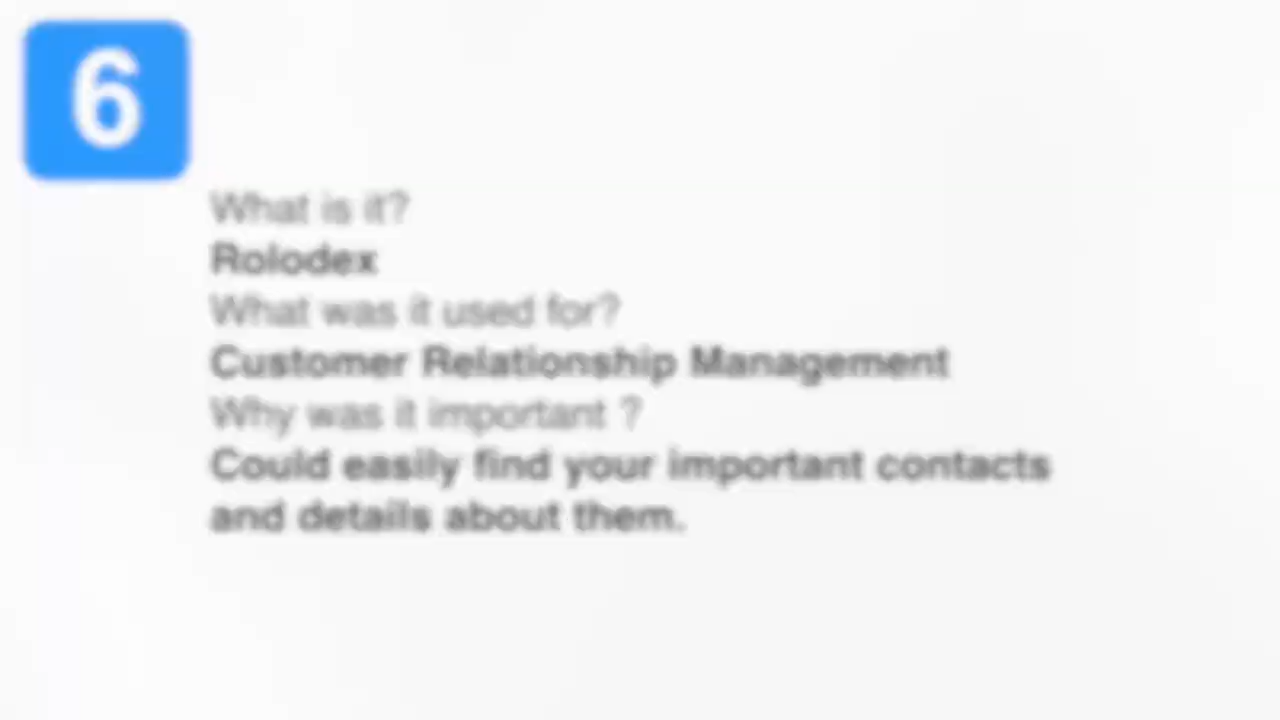 6
What is it?
Rolodex
What was it used for?
Customer Relationship Management
Why was it important ?
Could easily find your important contacts
and details about them.